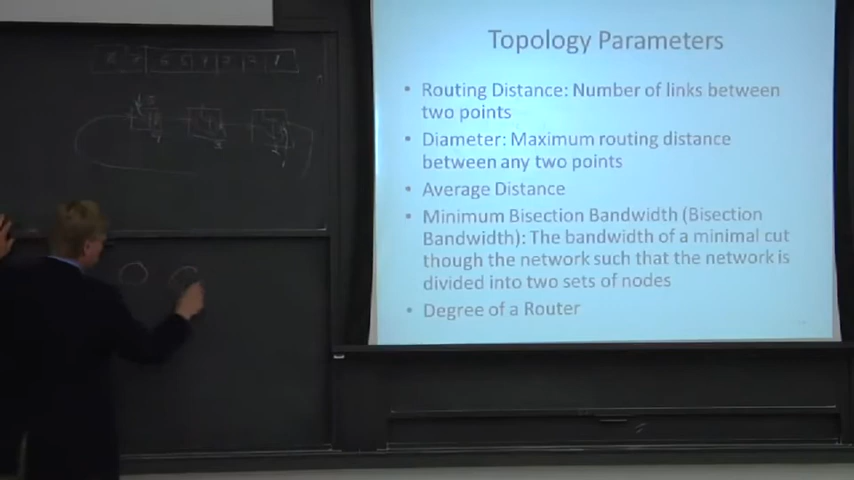 Topology Parameters
• Routing Distance: Number of links between
two points
• Diameter: Maximum routing distance
between any two points
• Average Distance
• Minimum Bisection Bandwidth (Bisection
Bandwidth): The bandwidth of a minimal cut
though the network such that the network is
divided into two sets of nodes
• Degree of a Router